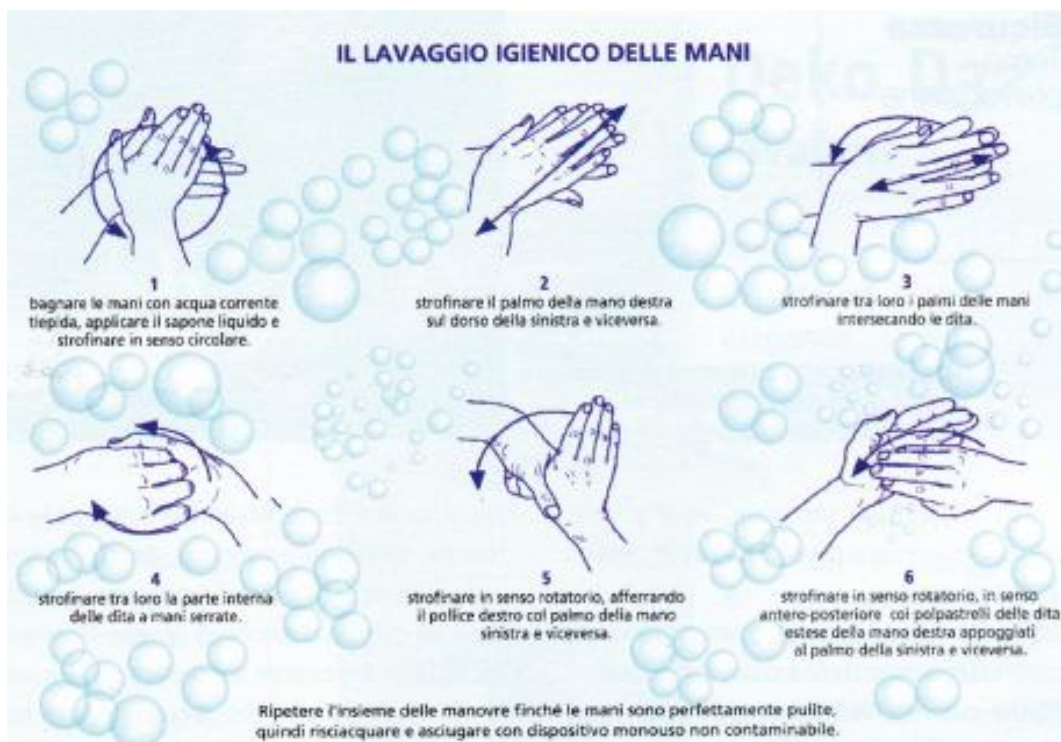 IL LAVAGGIO IGIENICO DELLE MANI
1
bagnare le mani con acqua corrente
tiepida, applicare il sapone liquido e
strofinare in senso circolare.
2
strofinare il palmo della mano destra
sul dorso della sinistra e viceversa.
3
strofinare tra loro i palmi delle mani
intersecando le dita.
4
strofinare tra loro la parte interna
delle dita a mani serrate.
5
strofinare in senso rotatorio, afferrando
il pollice destro col palmo della mano
sinistra e viceversa.
6
strofinare in senso rotatorio, in senso
antero-posteriore coi polpastrelli delle dita
estese della mano destra appoggiati
al palmo della sinistra e viceversa.
Ripetere l'insieme delle manovre finché le mani sono perfettamente pulite,
quindi risciacquare e asciugare con dispositivo monouso non contaminabile.